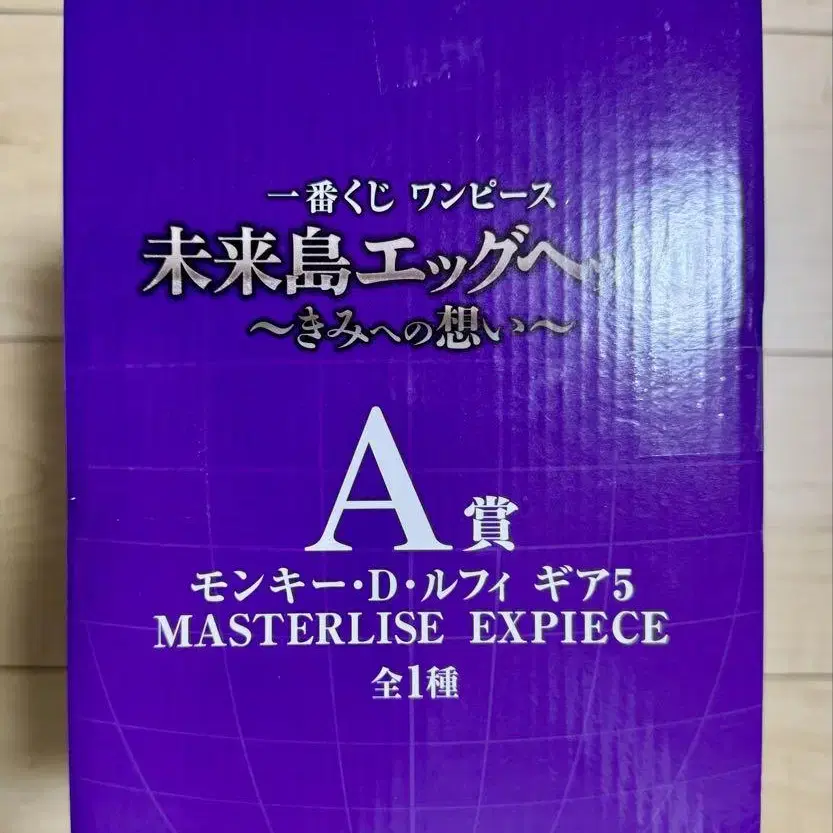 一番くじ ワンピース
未来島エッグヘッ
〜きみへの想い〜
A賞
モンキー・D・ルフィ ギア5
MASTERLISE EXPIECE
全1種